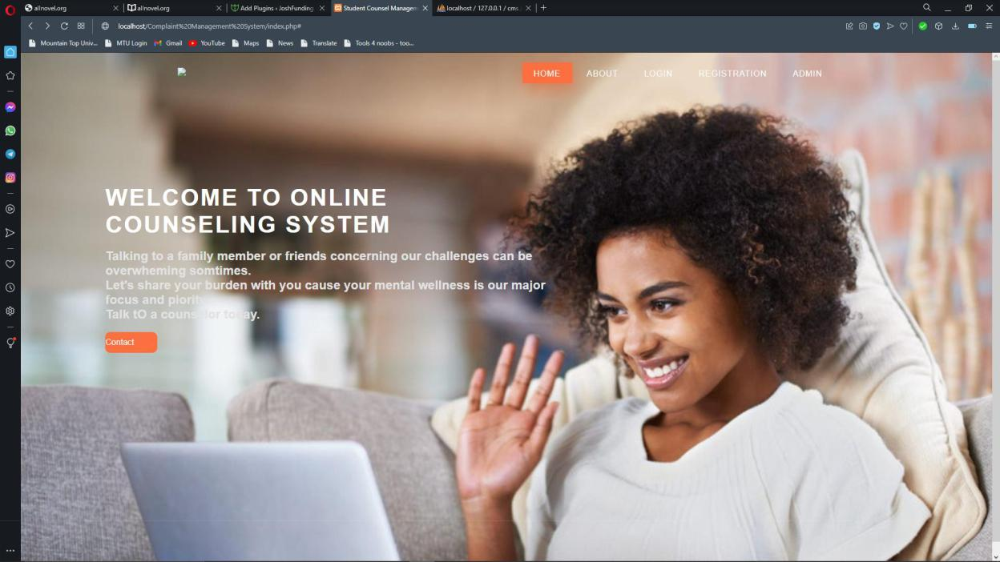 allnovel.org
allnovel.org
Add Plugins ‹ JoshFunding
Student Counsel Managem
localhost / 127.0.0.1 / cms
localhost/Complaint%20Management%20System/index.php#
Mountain Top Univ...
MTU Login
Gmail
YouTube
Maps
News
Translate
Tools 4 noobs - too...
HOME
ABOUT
LOGIN
REGISTRATION
ADMIN
WELCOME TO ONLINE
COUNSELING SYSTEM
Talking to a family member or friends concerning our challenges can be
overwheming somtimes.
Let's share your burden with you cause your mental wellness is our major
focus and piority
Talk tO a counselor today.
Contact